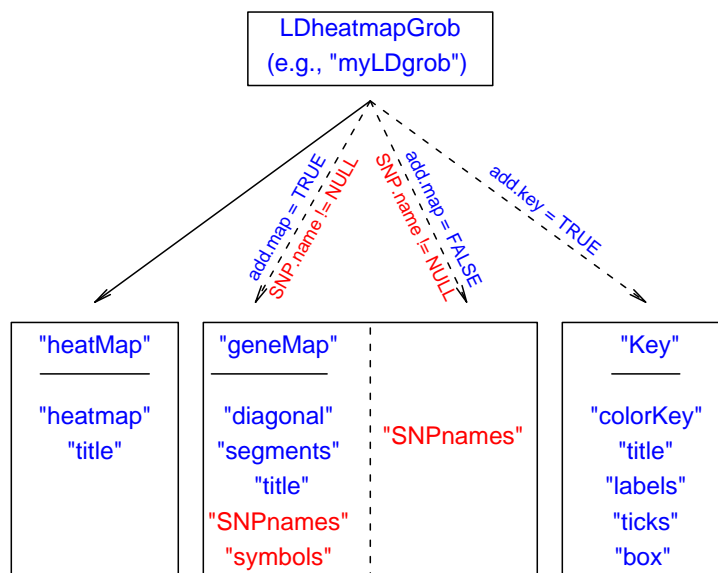 LDheatmapGrob
(e.g., "myLDgrob")
add.map = TRUE
SNP.name != NULL
add.map = FALSE
SNP.name != NULL
add.key = TRUE
"heatMap"
"heatmap"
"title"
"geneMap"
"diagonal"
"segments"
"title"
"SNPnames"
"symbols"
"SNPnames"
"Key"
"colorKey"
"title"
"labels"
"ticks"
"box"